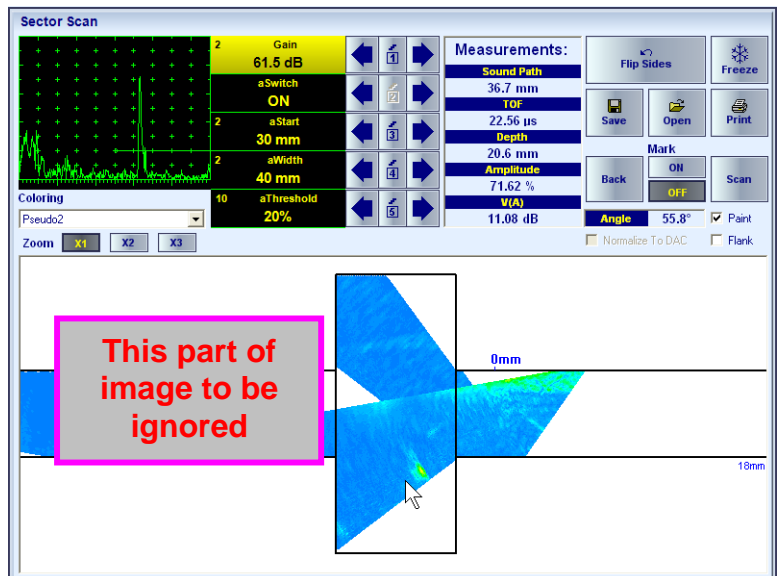 Sector Scan
2 Gain
61.5 dB
1
aSwitch
ON
2
2 aStart
30 mm
3
2 aWidth
40 mm
4
10 aThreshold
20%
5
Measurements:
Sound Path
36.7 mm
TOF
22.56 µs
Depth
20.6 mm
Amplitude
71.62 %
V(A)
11.08 dB
Flip Sides
Freeze
Save
Open
Print
Mark
Back
ON
OFF
Scan
Angle 55.8°
Paint
Normalize To DAC
Flank
Coloring
Pseudo2
Zoom X1 X2 X3
This part of
image to be
ignored
0mm
18mm